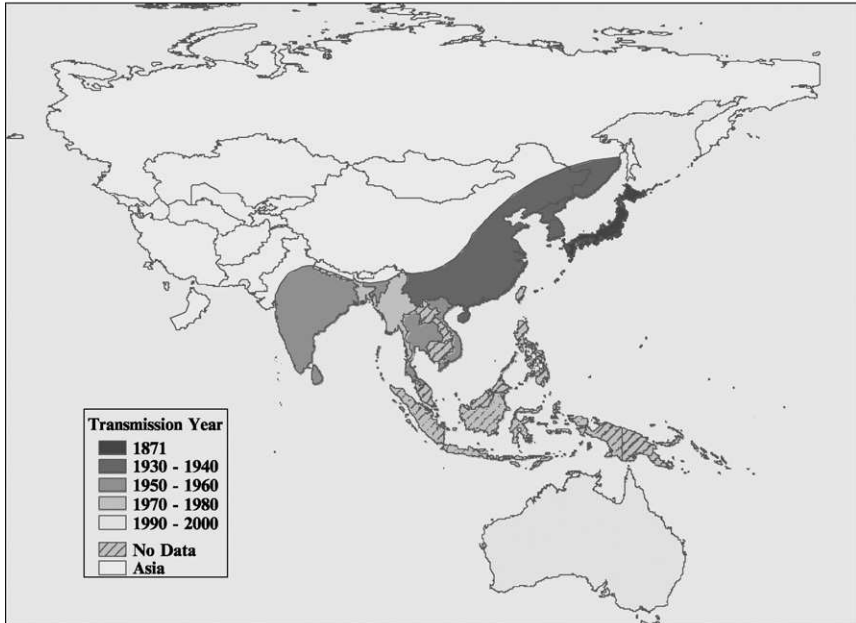 Transmission Year
1871
1930 - 1940
1950 - 1960
1970 - 1980
1990 - 2000
No Data
Asia